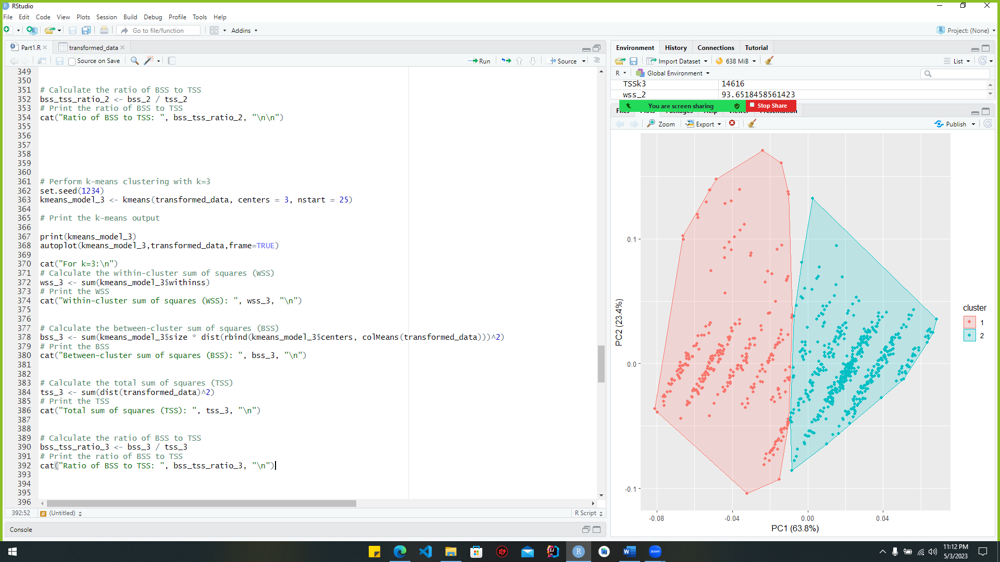 RStudio
File Edit Code View Plots Session Build Debug Profile Tools Help
Go to file/function Addins Project: (None)
Part1.R transformed_data
Source on Save Run Source
349
350
351 # Calculate the ratio of BSS to TSS
352 bss_tss_ratio_2 <- bss_2 / tss_2
353 # Print the ratio of BSS to TSS
354 cat("Ratio of BSS to TSS: ", bss_tss_ratio_2, "\n\n")
355
356
357
358
359
360
361 # Perform k-means clustering with k=3
362 set.seed(1234)
363 kmeans_model_3 <- kmeans(transformed_data, centers = 3, nstart = 25)
364
365 # Print the k-means output
366
367 print(kmeans_model_3)
368 autoplot(kmeans_model_3,transformed_data,frame=TRUE)
369
370 cat("For k=3:\n")
371 # Calculate the within-cluster sum of squares (WSS)
372 wss_3 <- sum(kmeans_model_3$withinss)
373 # Print the WSS
374 cat("Within-cluster sum of squares (WSS): ", wss_3, "\n")
375
376
377 # Calculate the between-cluster sum of squares (BSS)
378 bss_3 <- sum(kmeans_model_3$size * dist(rbind(kmeans_model_3$centers, colMeans(transformed_data)))^2)
379 # Print the BSS
380 cat("Between-cluster sum of squares (BSS): ", bss_3, "\n")
381
382
383 # Calculate the total sum of squares (TSS)
384 tss_3 <- sum(dist(transformed_data)^2)
385 # Print the TSS
386 cat("Total sum of squares (TSS): ", tss_3, "\n")
387
388
389 # Calculate the ratio of BSS to TSS
390 bss_tss_ratio_3 <- bss_3 / tss_3
391 # Print the ratio of BSS to TSS
392 cat("Ratio of BSS to TSS: ", bss_tss_ratio_3, "\n")
393
394
395
396
392:52 (Untitled) R Script
Console
Environment History Connections Tutorial
Import Dataset 638 MiB List
R Global Environment
TSSk3 14616
wss_2 93.6518458561423
You are screen sharing Stop Share
Files Plots Packages Help Viewer Presentation
Zoom Export Publish
0.1
0.0
-0.1
PC2 (23.4%)
-0.08 -0.04 0.00 0.04
PC1 (63.8%)
cluster
1
2
11:12 PM
5/3/2023